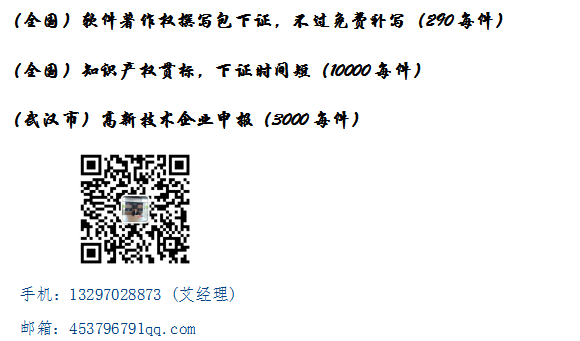 (全国)软件著作权撰写包下证,不过免费补写(290每件)
(全国)知识产权贯标,下证时间短(10000每件)
(武汉市)高新技术企业申报(3000每件)
手机:13297028873 (艾经理)
邮箱:453796791qq.com